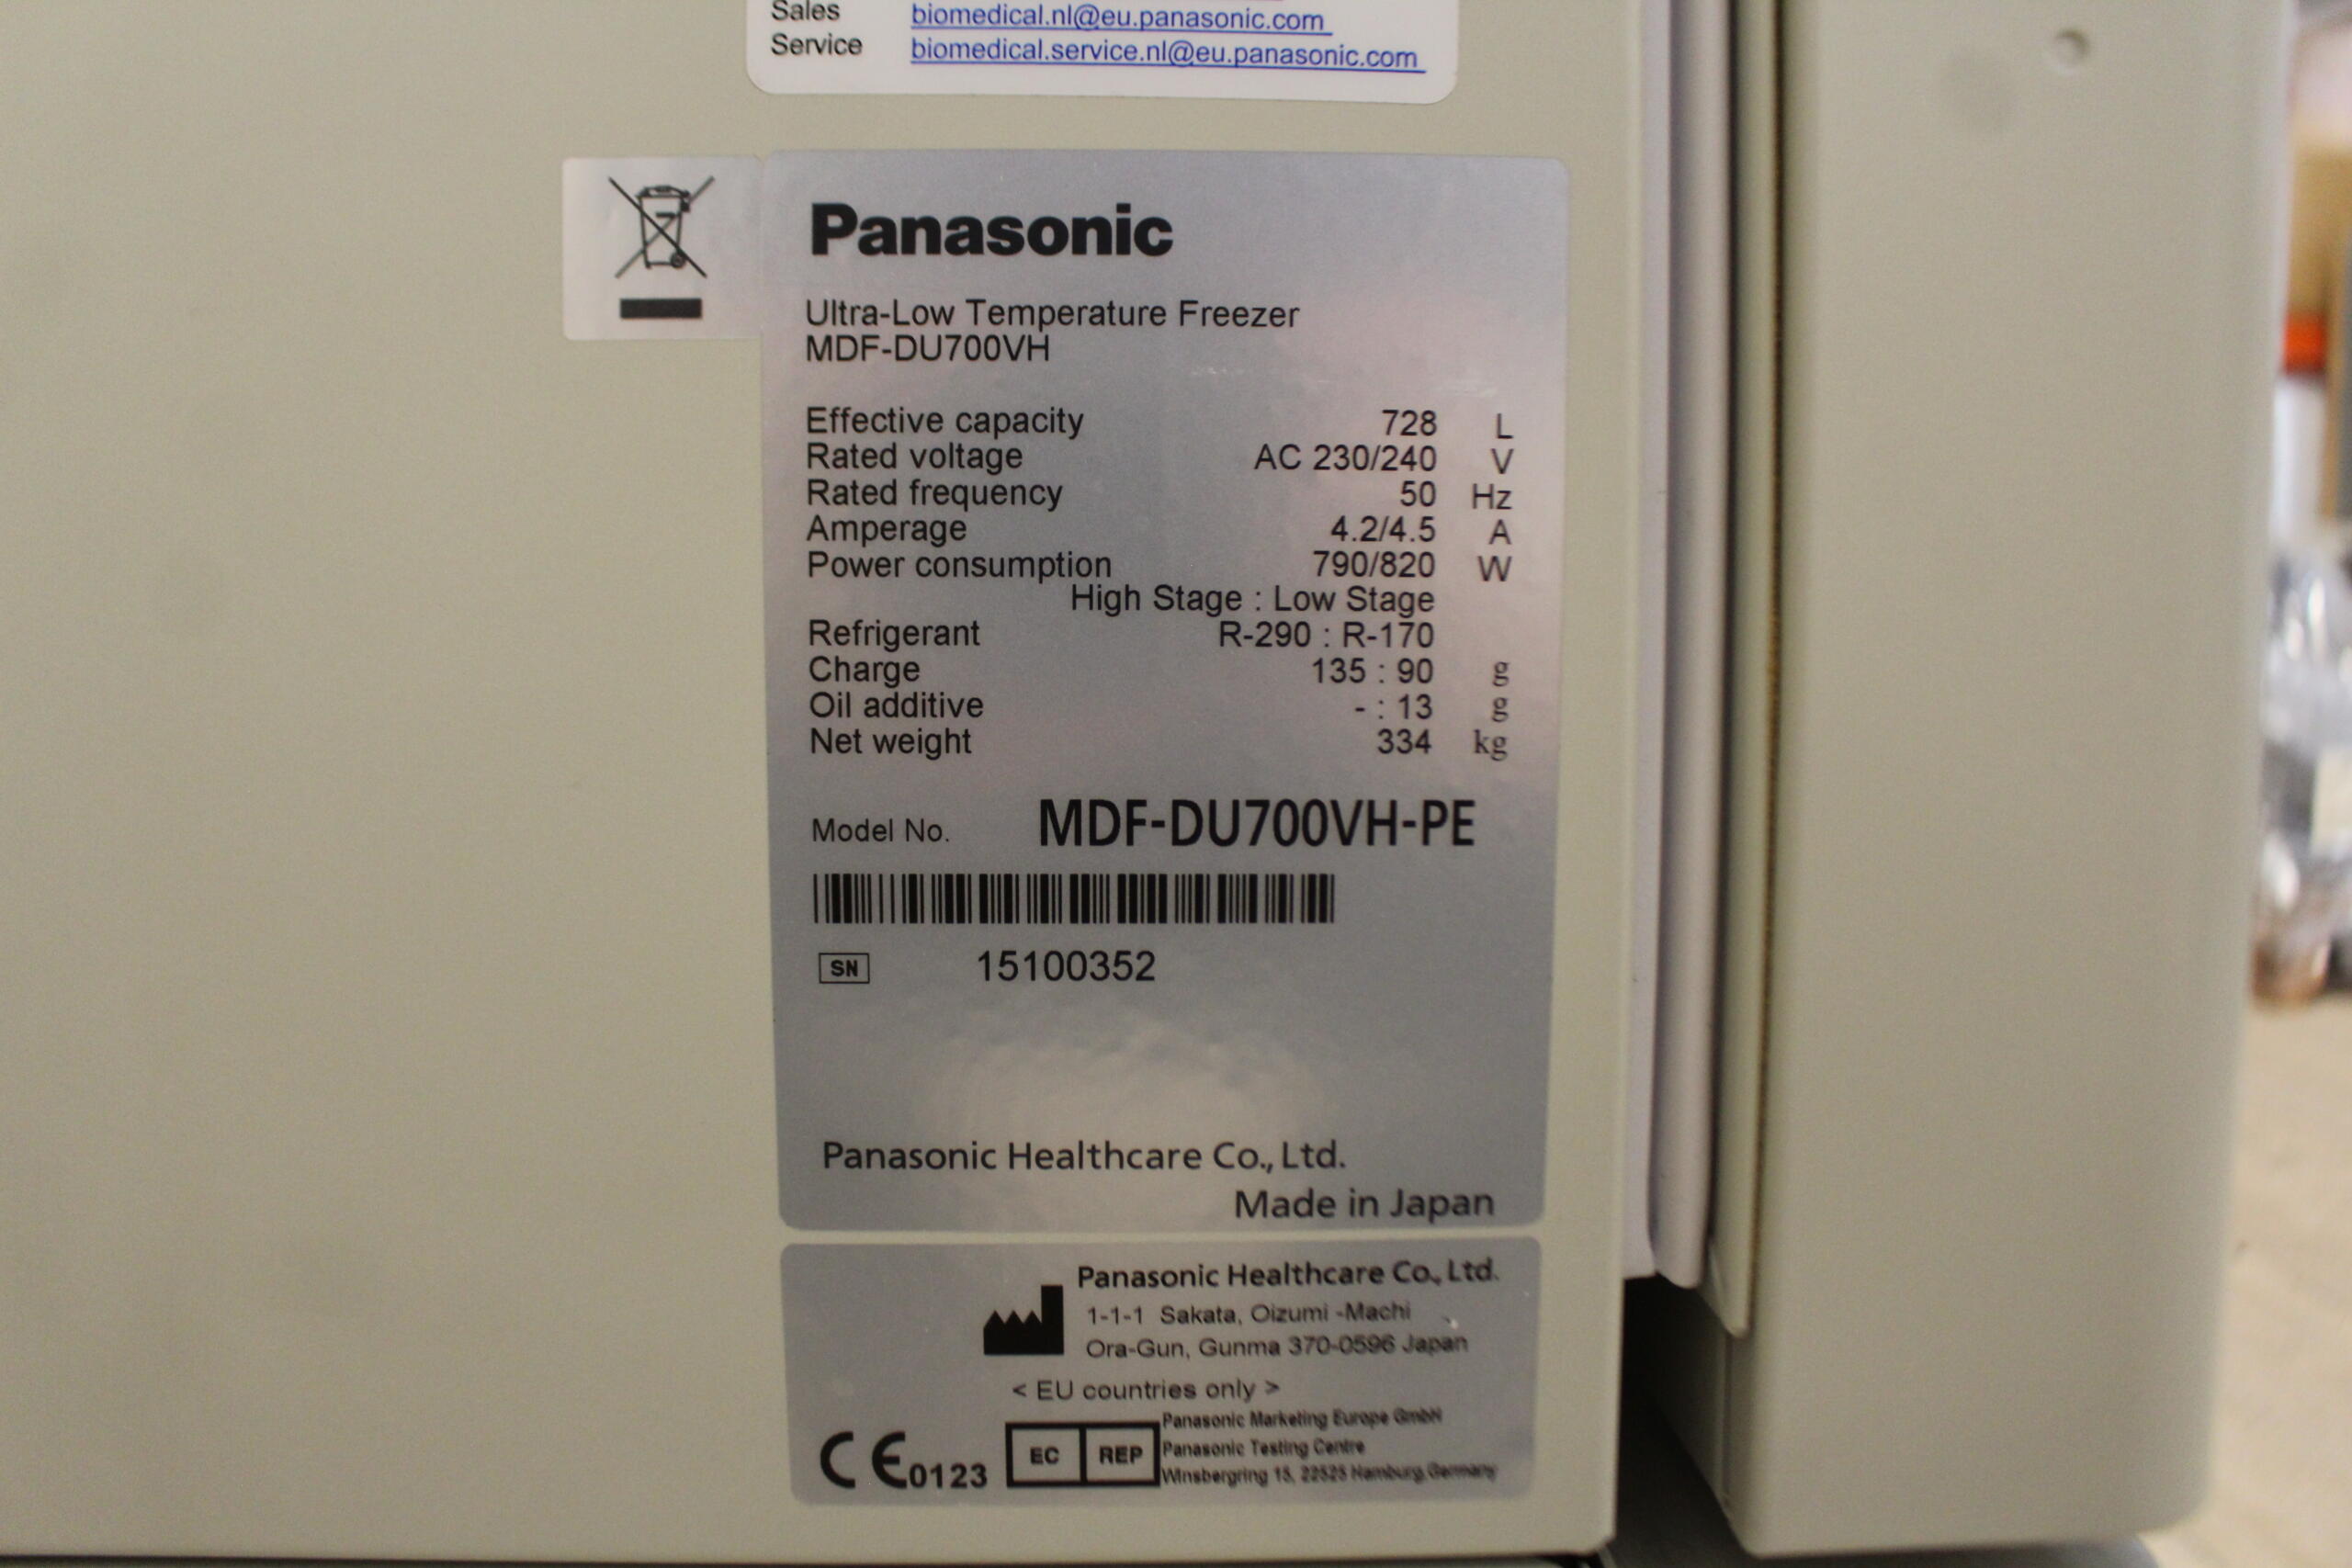 Sales biomedical.nl@eu.panasonic.com
Service biomedical.service.nl@eu.panasonic.com
Panasonic
Ultra-Low Temperature Freezer
MDF-DU700VH
Effective capacity 728 L
Rated voltage AC 230/240 V
Rated frequency 50 Hz
Amperage 4.2/4.5 A
Power consumption 790/820 W
High Stage : Low Stage
Refrigerant R-290 : R-170
Charge 135 : 90 g
Oil additive - : 13 g
Net weight 334 kg
Model No. MDF-DU700VH-PE
SN 15100352
Panasonic Healthcare Co., Ltd.
Made in Japan
Panasonic Healthcare Co., Ltd.
1-1-1 Sakata, Oizumi -Machi
Ora-Gun, Gunma 370-0596 Japan
< EU countries only >
Panasonic Marketing Europe GmbH
CE0123 EC REP Panasonic Testing Centre
Winsbergring 15, 22525 Hamburg, Germany